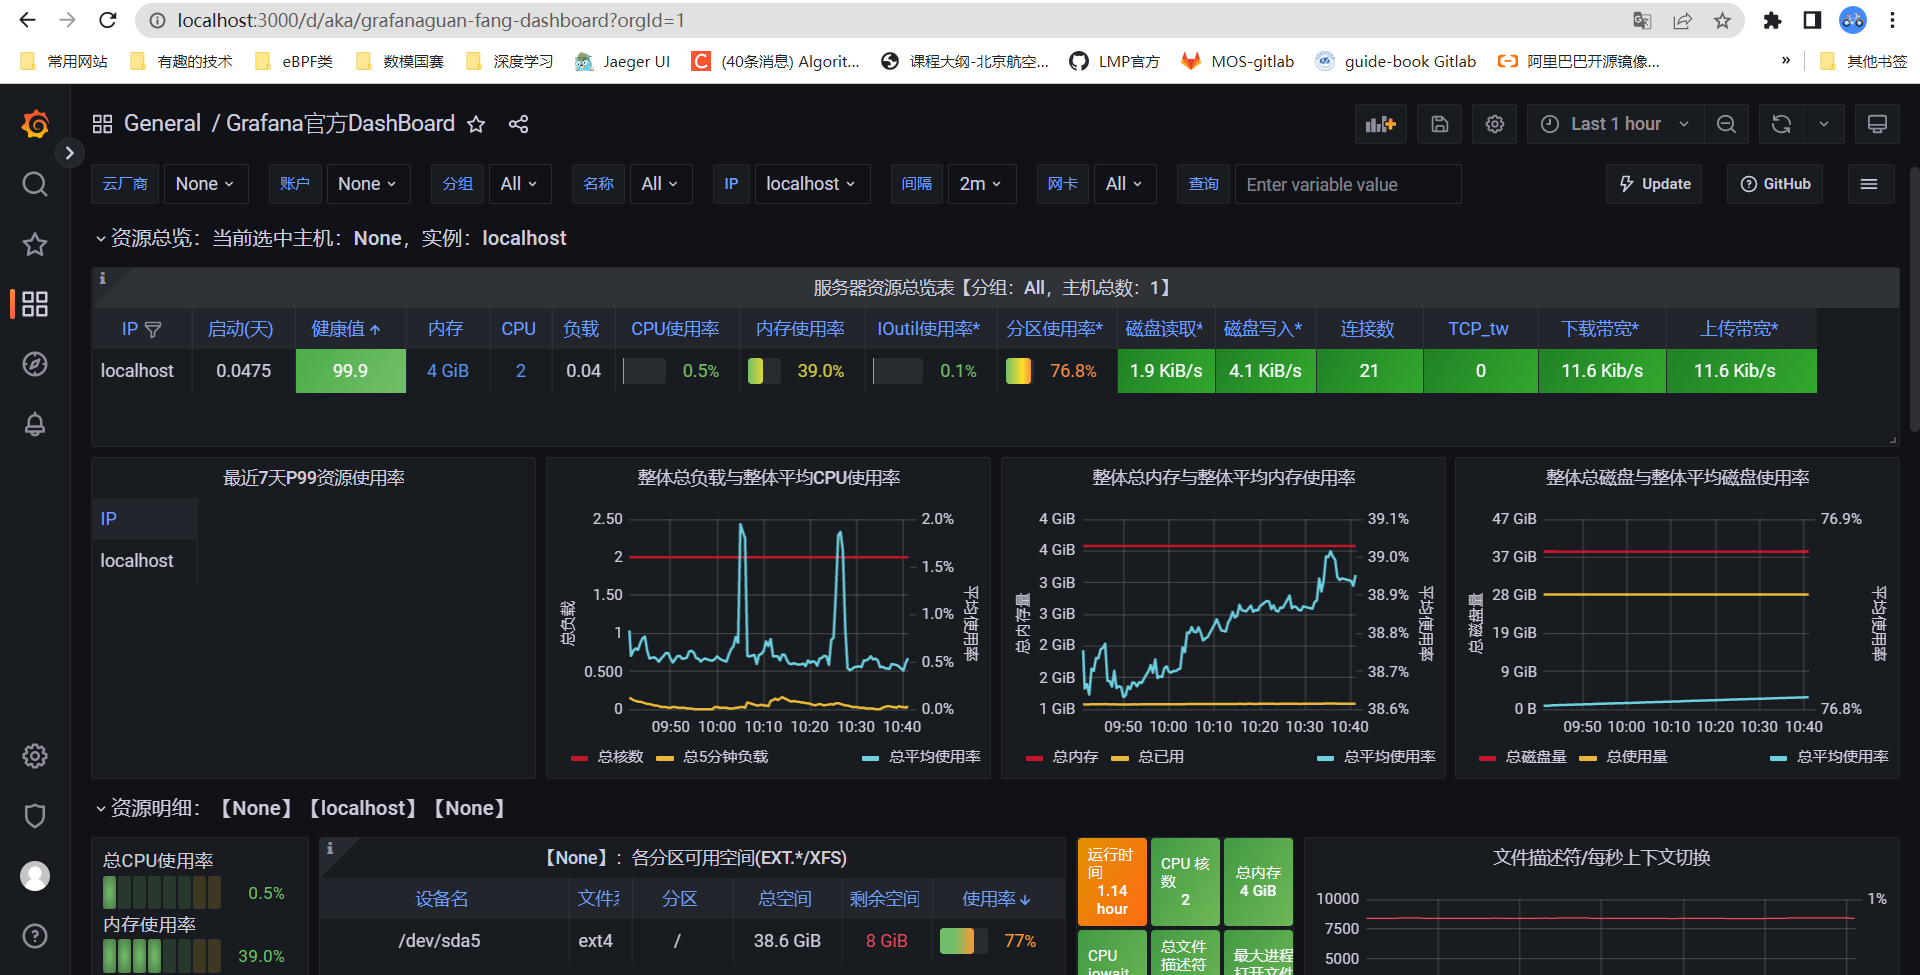 localhost:3000/d/aka/grafanaguan-fang-dashboard?orgId=1
常用网站 有趣的技术 eBPF类 数模国赛 深度学习 Jaeger UI (40条消息) Algorit... 课程大纲-北京航空... LMP官方 MOS-gitlab guide-book Gitlab 阿里巴巴开源镜像... » 其他书签
General / Grafana官方DashBoard Last 1 hour
云厂商 None 账户 None 分组 All 名称 All IP localhost 间隔 2m 网卡 All 查询 Enter variable value Update GitHub
资源总览：当前选中主机：None，实例：localhost
服务器资源总览表【分组：All，主机总数：1】
IP 启动(天) 健康值 内存 CPU 负载 CPU使用率 内存使用率 IOutil使用率* 分区使用率* 磁盘读取* 磁盘写入* 连接数 TCP_tw 下载带宽* 上传带宽*
localhost 0.0475 99.9 4 GiB 2 0.04 0.5% 39.0% 0.1% 76.8% 1.9 KiB/s 4.1 KiB/s 21 0 11.6 Kib/s 11.6 Kib/s
最近7天P99资源使用率
IP
localhost
整体总负载与整体平均CPU使用率
2.50
2
1.50
1
0.500
0
2.0%
1.5%
1.0%
0.5%
0.0%
总负载
平均使用率
09:50 10:00 10:10 10:20 10:30 10:40
总核数 总5分钟负载 总平均使用率
整体总内存与整体平均内存使用率
4 GiB
4 GiB
3 GiB
3 GiB
2 GiB
2 GiB
1 GiB
39.1%
39.0%
38.9%
38.8%
38.7%
38.6%
总内存量
平均使用率
09:50 10:00 10:10 10:20 10:30 10:40
总内存 总已用 总平均使用率
整体总磁盘与整体平均磁盘使用率
47 GiB
37 GiB
28 GiB
19 GiB
9 GiB
0 B
76.9%
76.8%
总磁盘量
平均使用率
09:50 10:00 10:10 10:20 10:30 10:40
总磁盘量 总使用量 总平均使用率
资源明细：【None】【localhost】【None】
总CPU使用率
0.5%
内存使用率
39.0%
【None】：各分区可用空间(EXT.*/XFS)
设备名 文件系 分区 总空间 剩余空间 使用率
/dev/sda5 ext4 / 38.6 GiB 8 GiB 77%
运行时
间
1.14
hour
CPU 核
数
2
总内存
4 GiB
CPU
iowait
总文件
描述符
最大进程
打开文件
文件描述符/每秒上下文切换
10000
7500
5000
1%